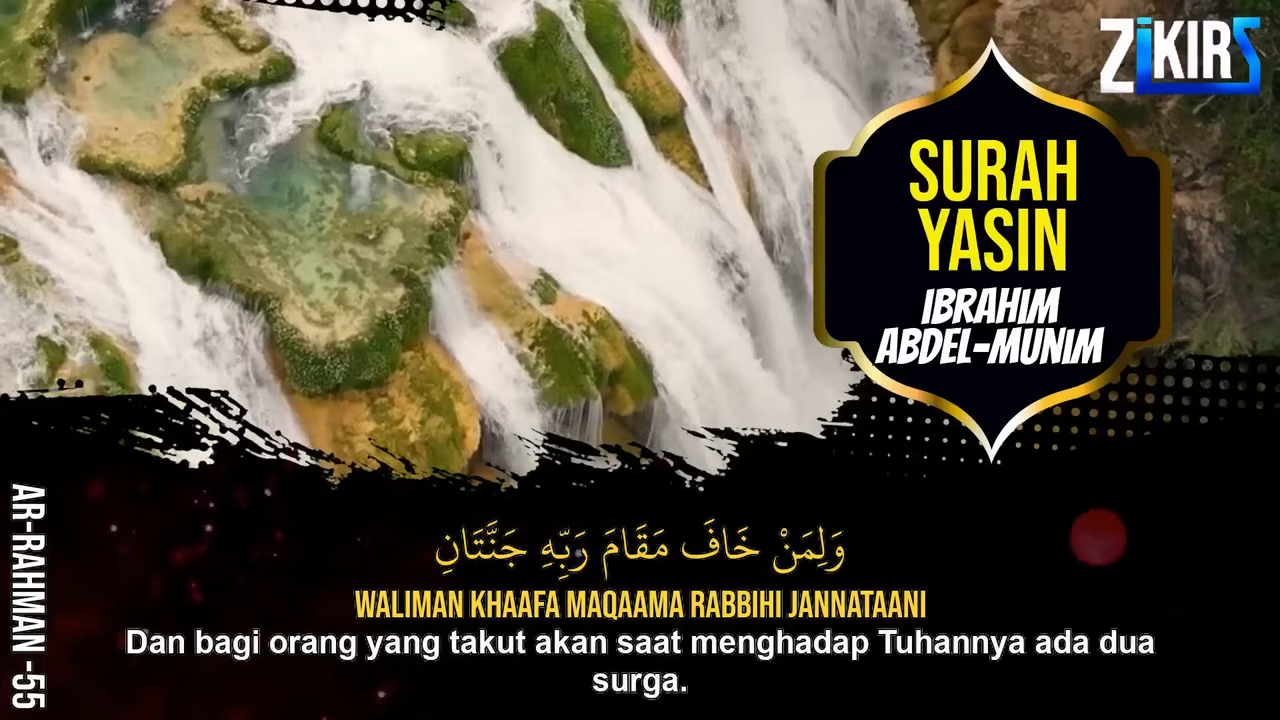 ZiKIRS
SURAH
YASIN
IBRAHIM
ABDEL-MUNIM
AR-RAHMAN -55
وَلِمَنْ خَافَ مَقَامَ رَبِّهِ جَنَّتَانِ
WALIMAN KHAAFA MAQAAMA RABBIHI JANNATAANI
Dan bagi orang yang takut akan saat menghadap Tuhannya ada dua
surga.